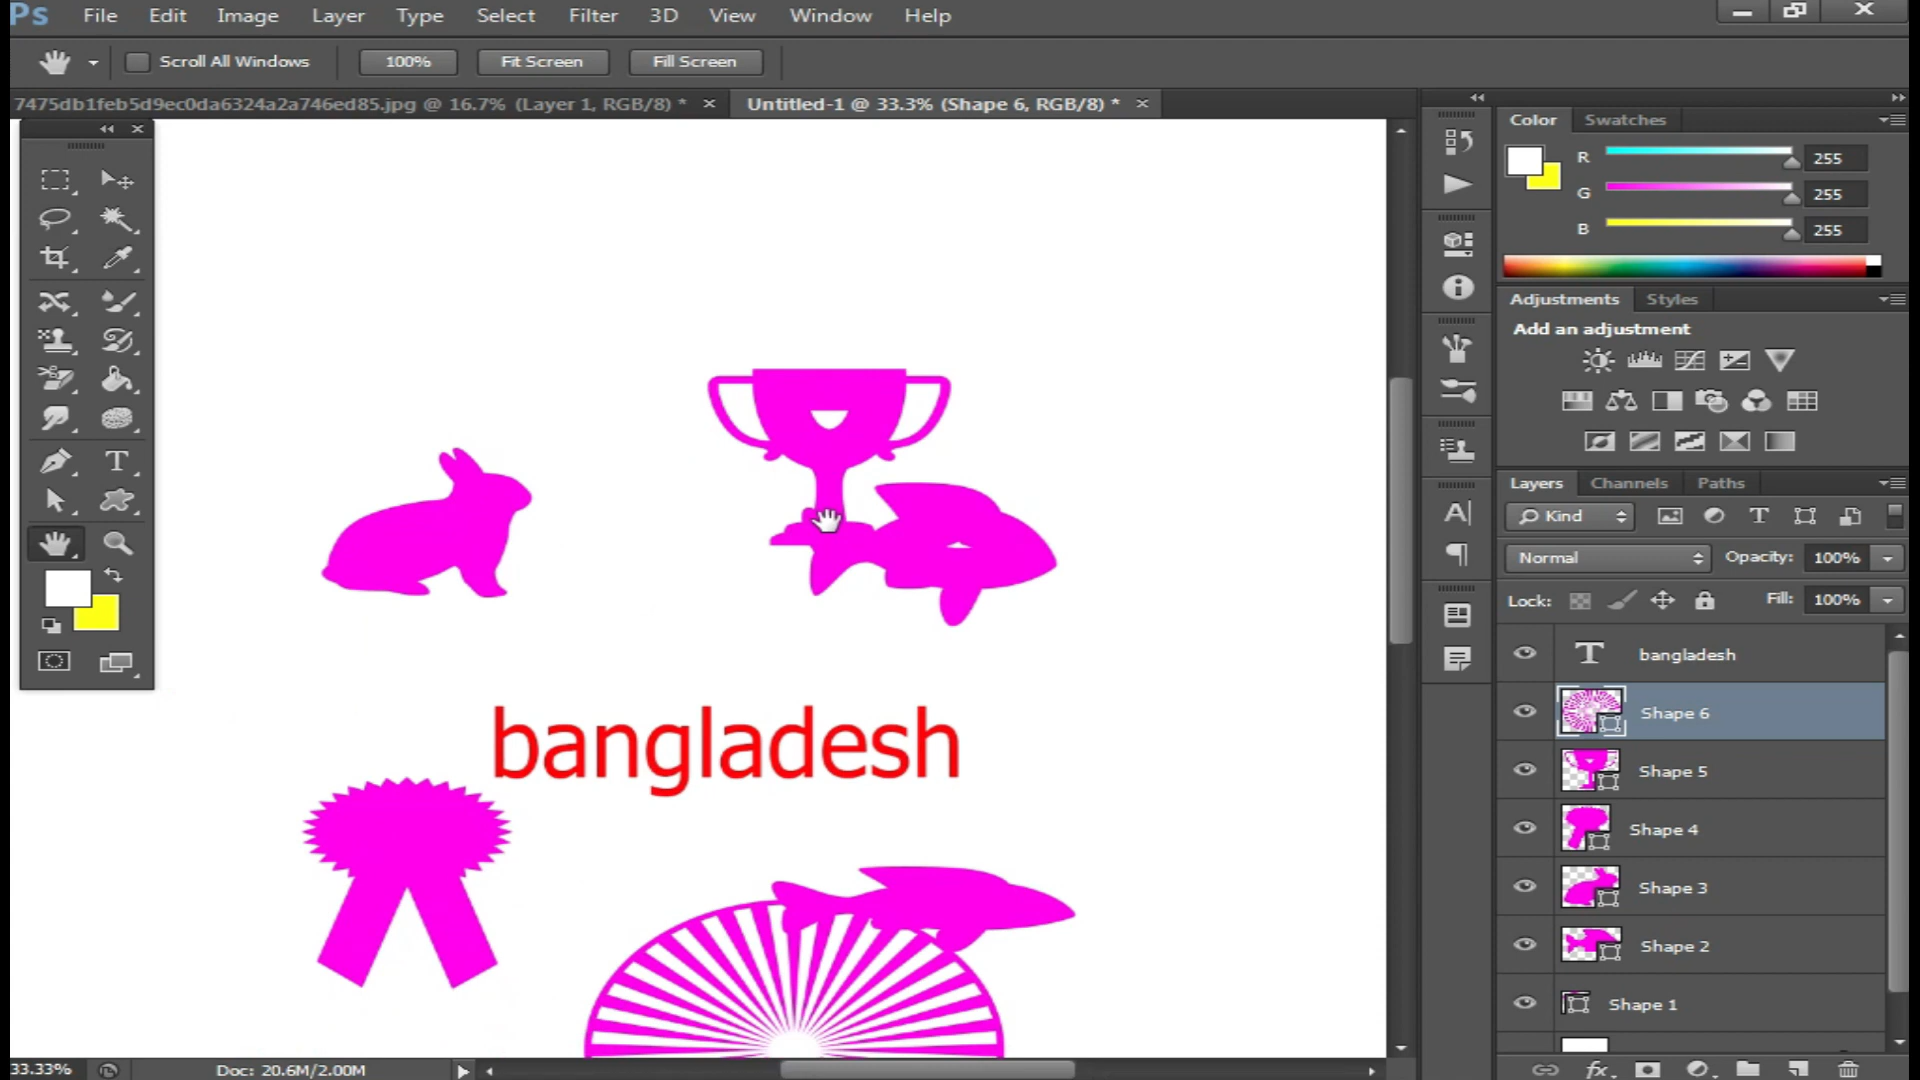 Ps File Edit Image Layer Type Select Filter 3D View Window Help
Scroll All Windows 100% Fit Screen Fill Screen
7475db1feb5d9ec0da6324a2a746ed85.jpg @ 16.7% (Layer 1, RGB/8) * × Untitled-1 @ 33.3% (Shape 6, RGB/8) * ×
Color Swatches
R 255
G 255
B 255
Adjustments Styles
Add an adjustment
Layers Channels Paths
Kind
Normal Opacity: 100%
Lock: Fill: 100%
bangladesh
Shape 6
Shape 5
Shape 4
Shape 3
Shape 2
Shape 1
bangladesh
33.33% Doc: 20.6M/2.00M
fx